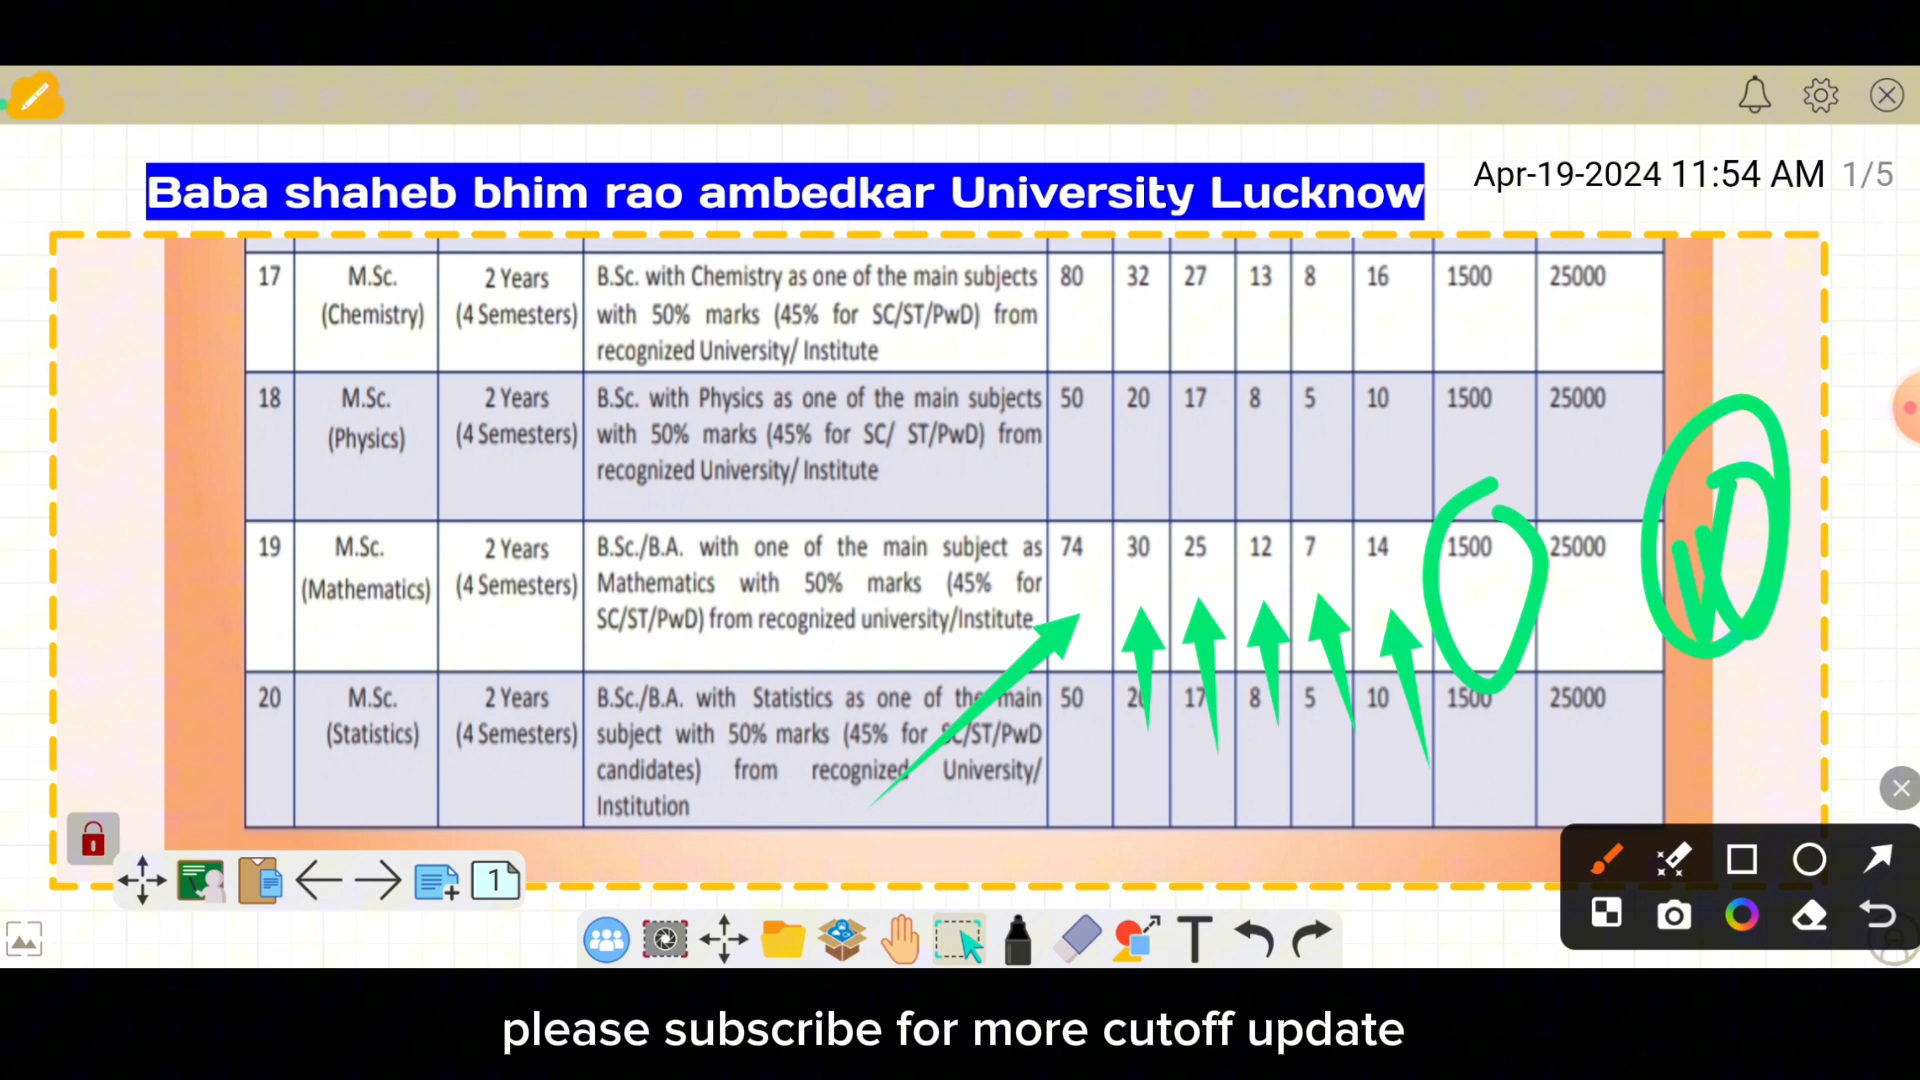 Baba shaheb bhim rao ambedkar University Lucknow
Apr-19-2024 11:54 AM 1/5
17 M.Sc. 2 Years B.Sc. with Chemistry as one of the main subjects 80 32 27 13 8 16 1500 25000
(Chemistry) (4 Semesters) with 50% marks (45% for SC/ST/PwD) from
recognized University/ Institute
18 M.Sc. 2 Years B.Sc. with Physics as one of the main subjects 50 20 17 8 5 10 1500 25000
(Physics) (4 Semesters) with 50% marks (45% for SC/ ST/PwD) from
recognized University/ Institute
19 M.Sc. 2 Years B.Sc./B.A. with one of the main subject as 74 30 25 12 7 14 1500 25000
(Mathematics) (4 Semesters) Mathematics with 50% marks (45% for
SC/ST/PwD) from recognized university/Institute
20 M.Sc. 2 Years B.Sc./B.A. with Statistics as one of the main 50 20 17 8 5 10 1500 25000
(Statistics) (4 Semesters) subject with 50% marks (45% for SC/ST/PwD
candidates) from recognized University/
Institution
1
T
please subscribe for more cutoff update